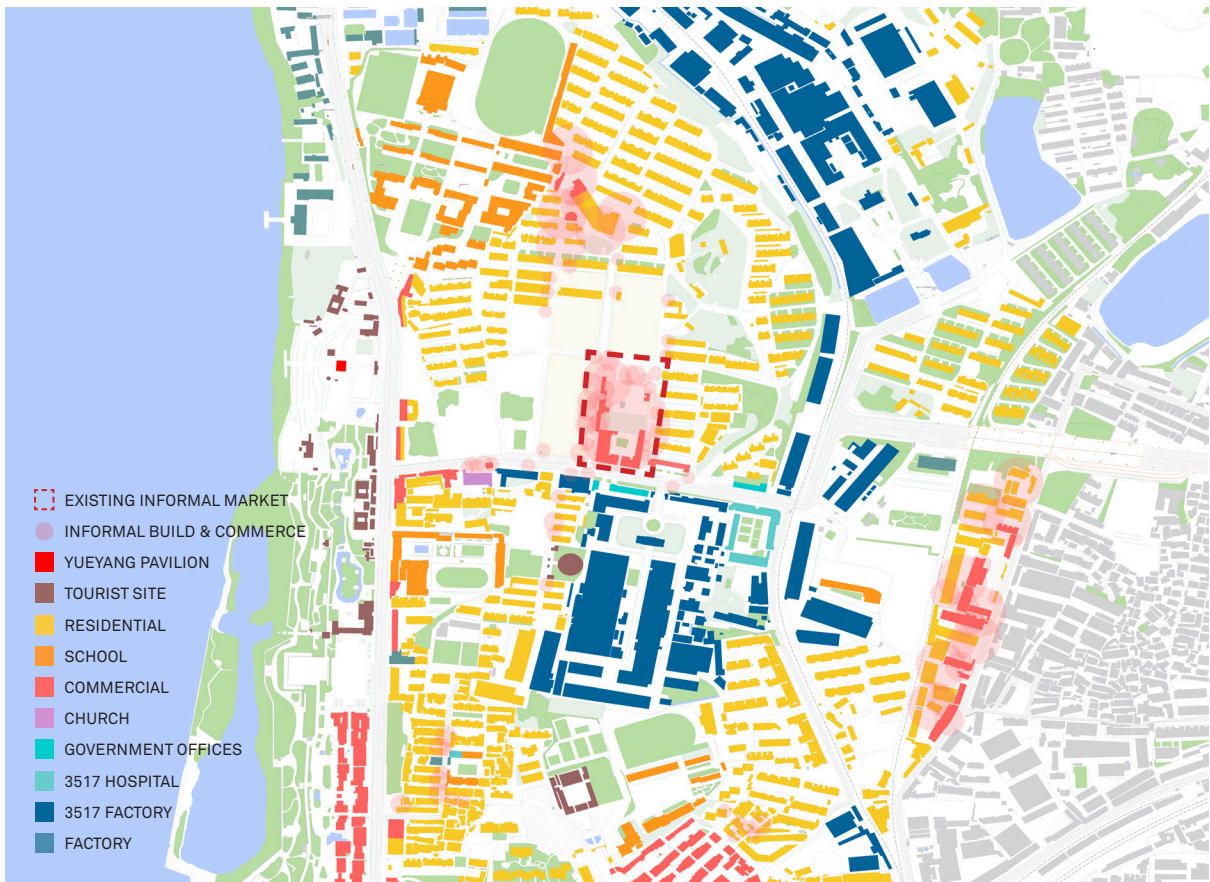 EXISTING INFORMAL MARKET
INFORMAL BUILD & COMMERCE
YUEYANG PAVILION
TOURIST SITE
RESIDENTIAL
SCHOOL
COMMERCIAL
CHURCH
GOVERNMENT OFFICES
3517 HOSPITAL
3517 FACTORY
FACTORY